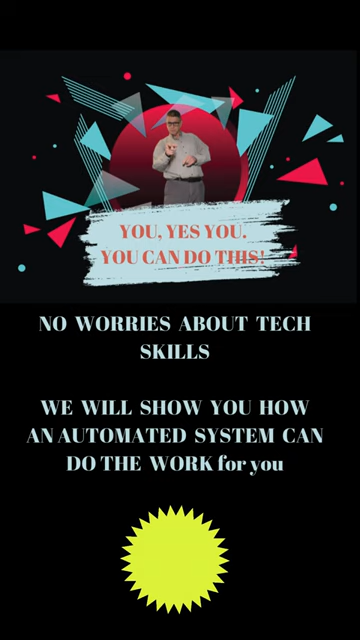 YOU, YES YOU.
YOU CAN DO THIS!
NO WORRIES ABOUT TECH
SKILLS
WE WILL SHOW YOU HOW
AN AUTOMATED SYSTEM CAN
DO THE WORK for you